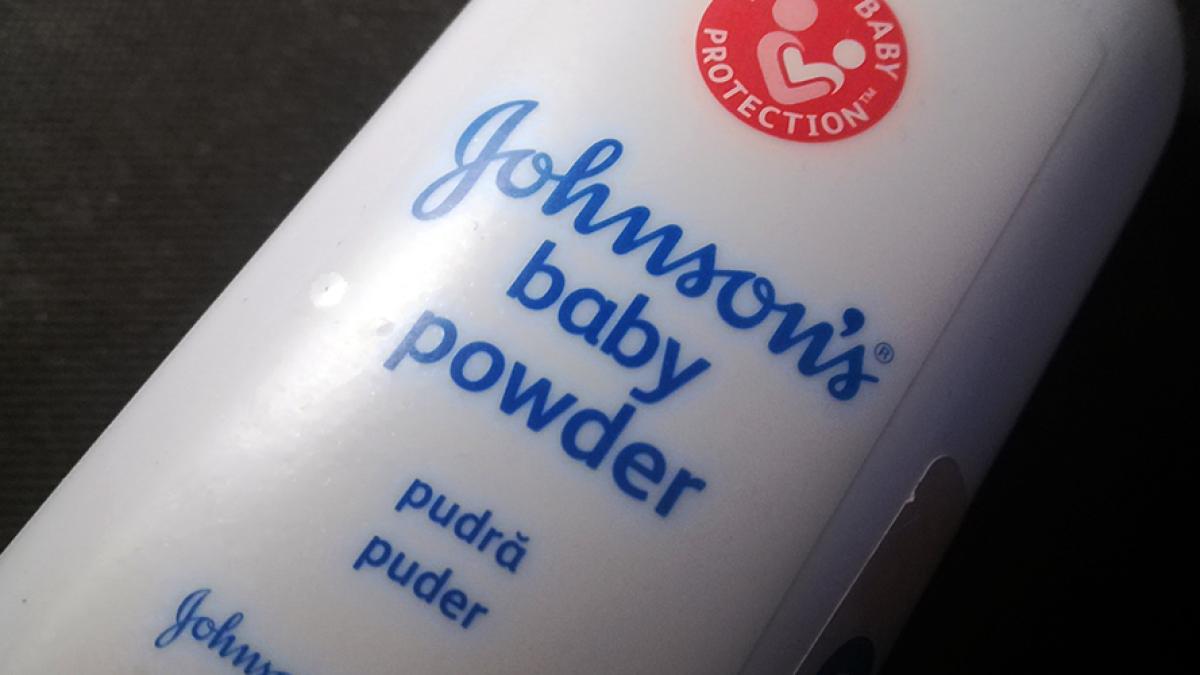 BABY
PROTECTION™
Johnson's®
baby
powder
pudră
puder